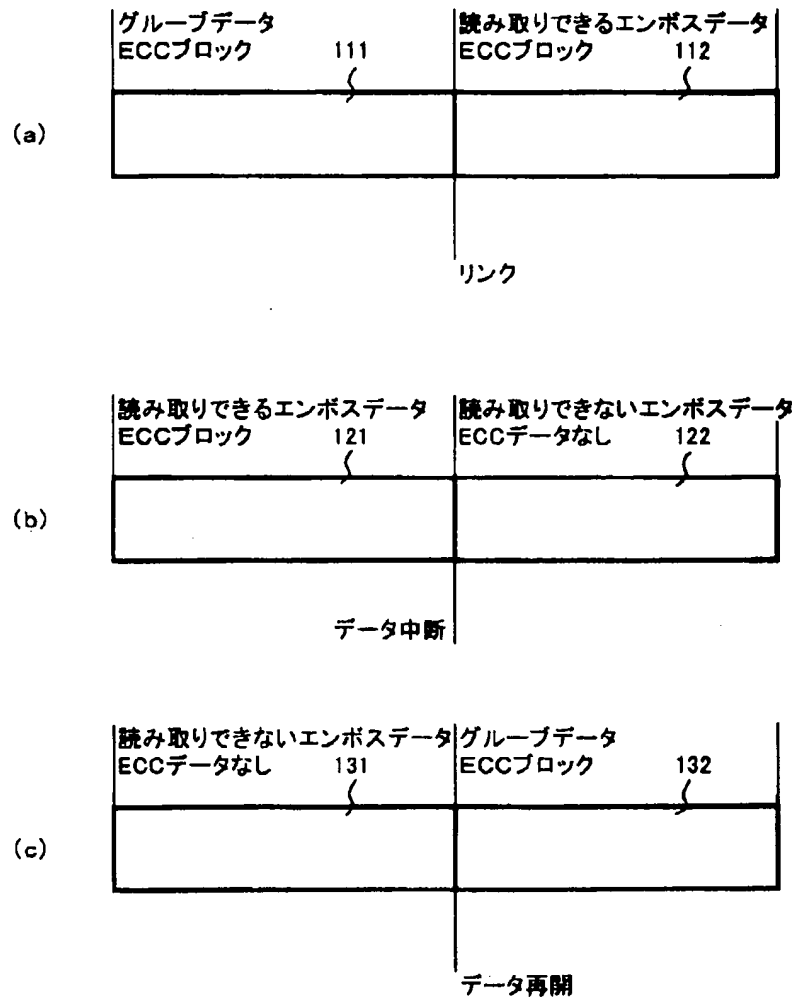 グルーブデータ
ECCブロック 111
読み取りできるエンボスデータ
ECCブロック 112
(a)
リンク
読み取りできるエンボスデータ
ECCブロック 121
読み取りできないエンボスデータ
ECCデータなし 122
(b)
データ中断
読み取りできないエンボスデータ
ECCデータなし 131
グルーブデータ
ECCブロック 132
(c)
データ再開